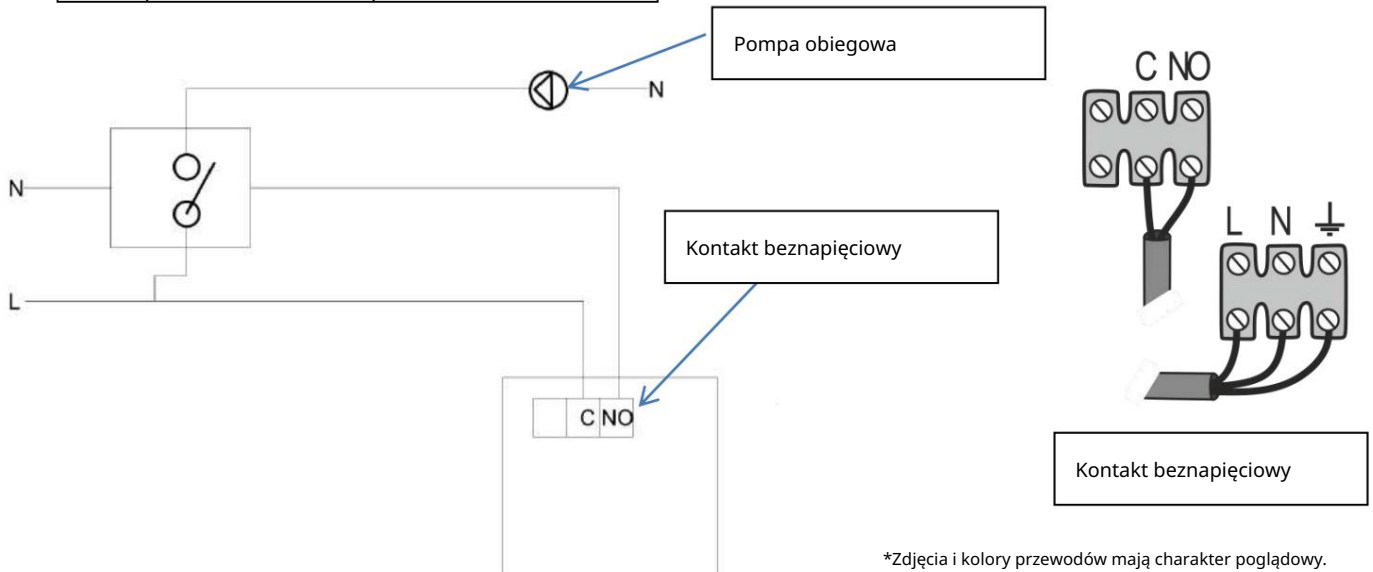 Pompa obiegowa
N
C NO
N
L N
Kontakt beznapięciowy
L
C NO
Kontakt beznapięciowy
*Zdjęcia i kolory przewodów mają charakter poglądowy.